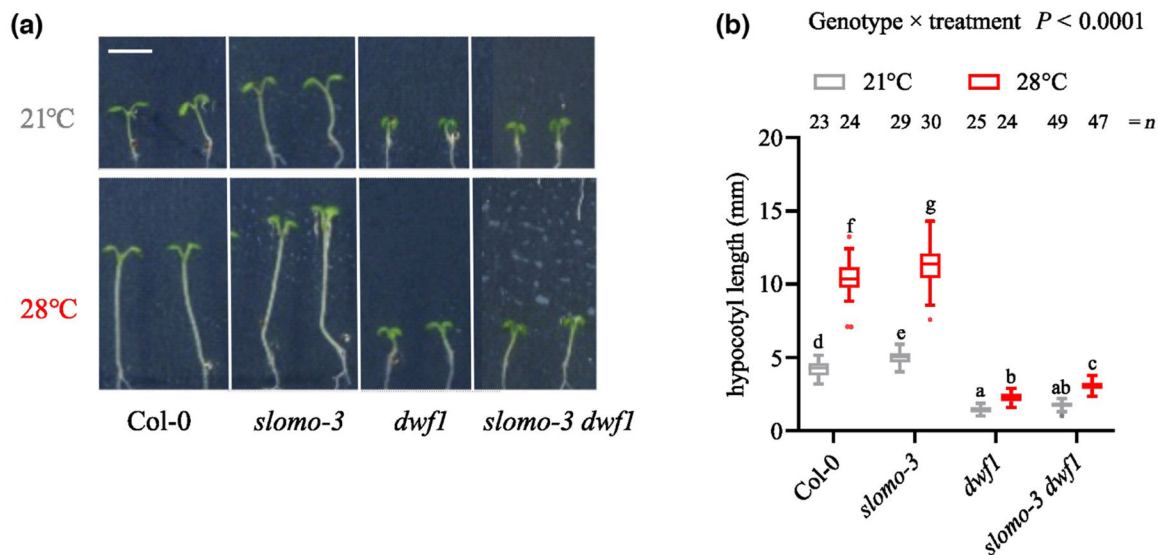 (a)
21°C
28°C
Col-0 slomo-3 dwf1 slomo-3 dwf1
(b)
Genotype × treatment P < 0.0001
21°C 28°C
23 24 29 30 25 24 49 47 = n
hypocotyl length (mm)
20
15
10
5
0
d f e g a b ab c
Col-0
slomo-3
dwf1
slomo-3 dwf1